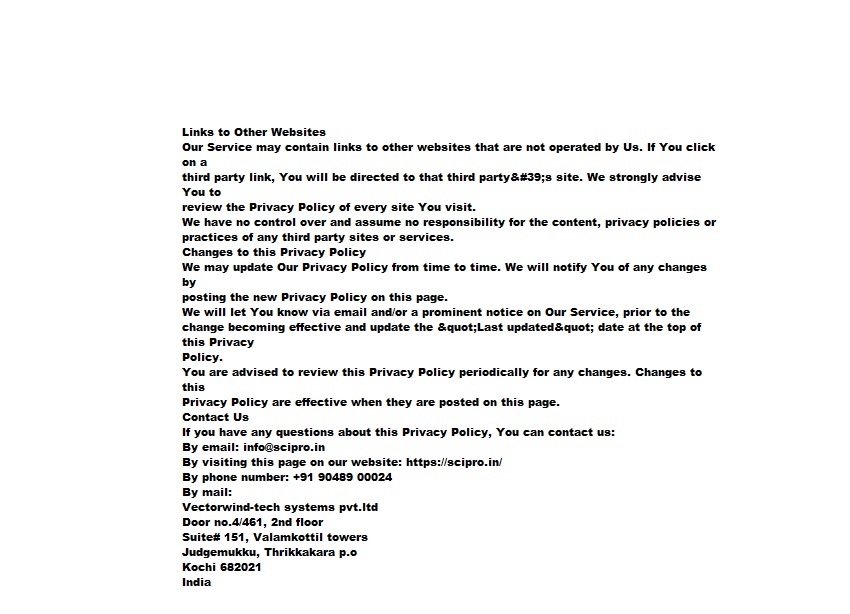 Links to Other Websites
Our Service may contain links to other websites that are not operated by Us. If You click
on a
third party link, You will be directed to that third party&#39;s site. We strongly advise
You to
review the Privacy Policy of every site You visit.
We have no control over and assume no responsibility for the content, privacy policies or
practices of any third party sites or services.
Changes to this Privacy Policy
We may update Our Privacy Policy from time to time. We will notify You of any changes
by
posting the new Privacy Policy on this page.
We will let You know via email and/or a prominent notice on Our Service, prior to the
change becoming effective and update the &quot;Last updated&quot; date at the top of
this Privacy
Policy.
You are advised to review this Privacy Policy periodically for any changes. Changes to
this
Privacy Policy are effective when they are posted on this page.
Contact Us
If you have any questions about this Privacy Policy, You can contact us:
By email: info@scipro.in
By visiting this page on our website: https://scipro.in/
By phone number: +91 90489 00024
By mail:
Vectorwind-tech systems pvt.ltd
Door no.4/461, 2nd floor
Suite# 151, Valamkottil towers
Judgemukku, Thrikkakara p.o
Kochi 682021
India